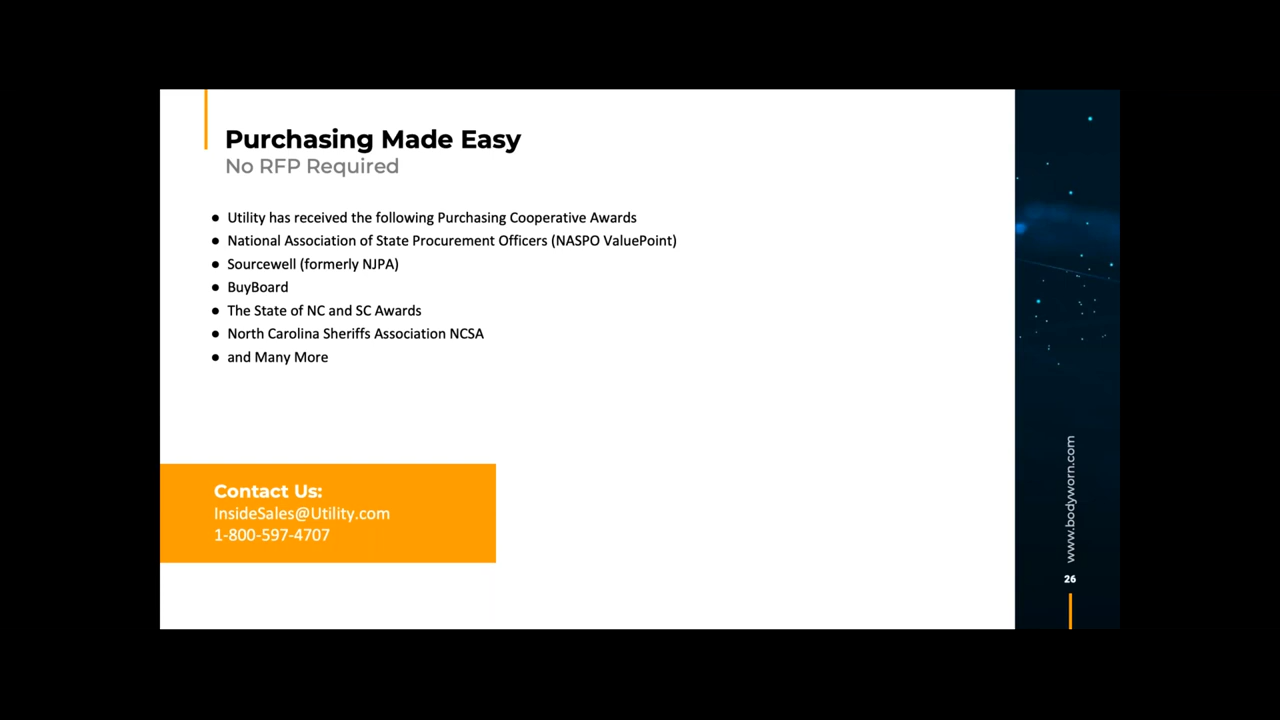 Purchasing Made Easy
No RFP Required
● Utility has received the following Purchasing Cooperative Awards
● National Association of State Procurement Officers (NASPO ValuePoint)
● Sourcewell (formerly NJPA)
● BuyBoard
● The State of NC and SC Awards
● North Carolina Sheriffs Association NCSA
● and Many More
Contact Us:
InsideSales@Utility.com
1-800-597-4707
www.bodyworn.com
26